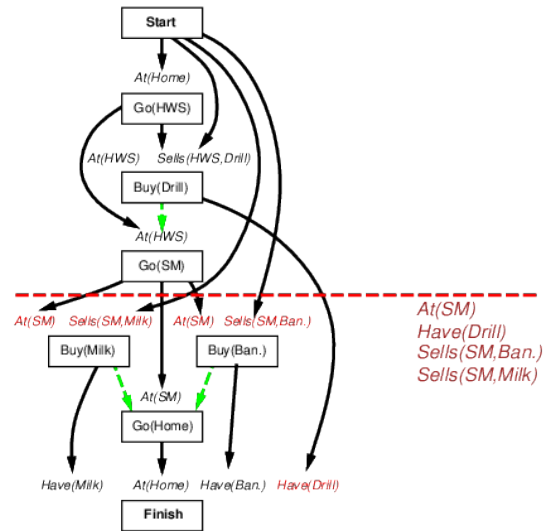 Start
At(Home)
Go(HWS)
At(HWS) Sells(HWS,Drill)
Buy(Drill)
At(HWS)
Go(SM)
At(SM) Sells(SM,Milk) At(SM) Sells(SM,Ban.)
At(SM)
Have(Drill)
Sells(SM,Ban.)
Sells(SM,Milk)
Buy(Milk) Buy(Ban.)
At(SM)
Go(Home)
Have(Milk) At(Home) Have(Ban.) Have(Drill)
Finish